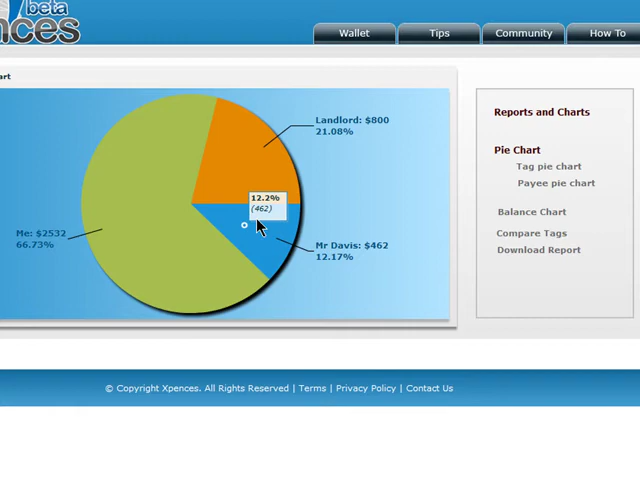 beta
nces
Wallet
Tips
Community
How To
art
Landlord: $800
21.08%
12.2%
(462)
Me: $2532
66.73%
Mr Davis: $462
12.17%
Reports and Charts
Pie Chart
Tag pie chart
Payee pie chart
Balance Chart
Compare Tags
Download Report
© Copyright Xpences. All Rights Reserved | Terms | Privacy Policy | Contact Us